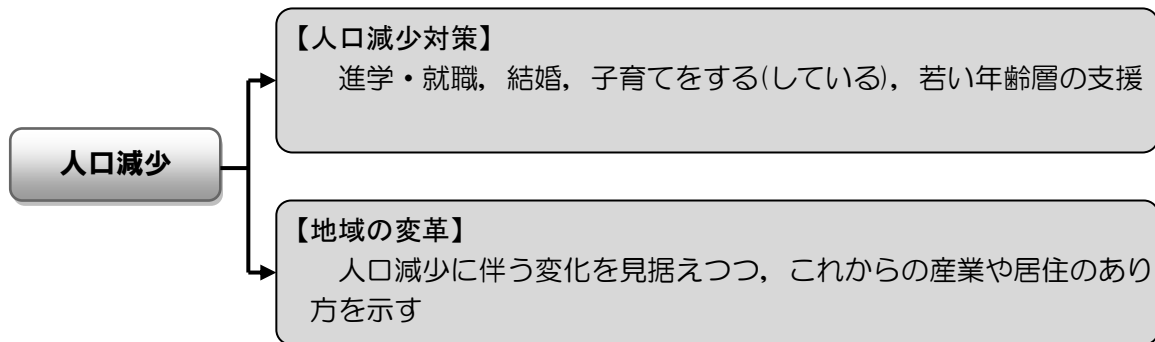 人口減少
【人口減少対策】
進学・就職，結婚，子育てをする(している)，若い年齢層の支援
【地域の変革】
人口減少に伴う変化を見据えつつ，これからの産業や居住のあり
方を示す